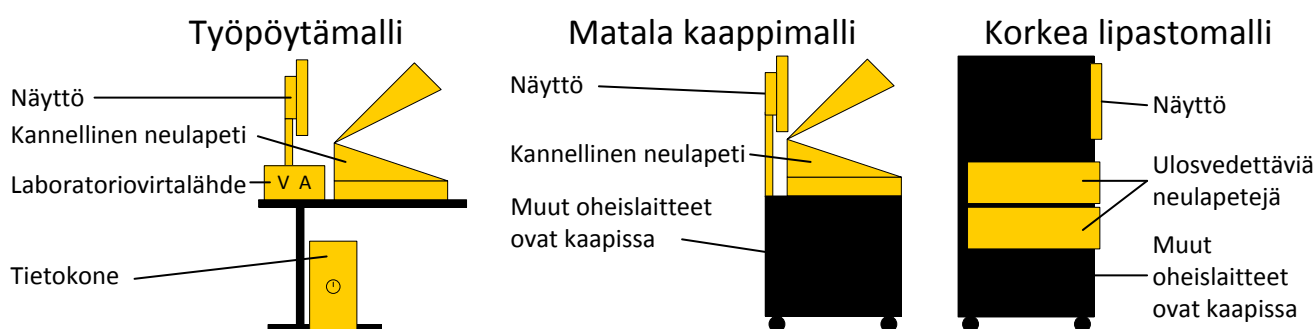 Työpöytämalli
Näyttö
Kannellinen neulapeti
Laboratoriovirtalähde
V A
Tietokone
Matala kaappimalli
Näyttö
Kannellinen neulapeti
Muut oheislaitteet
ovat kaapissa
Korkea lipastomalli
Näyttö
Ulosvedettäviä
neulapetejä
Muut
oheislaitteet
ovat kaapissa